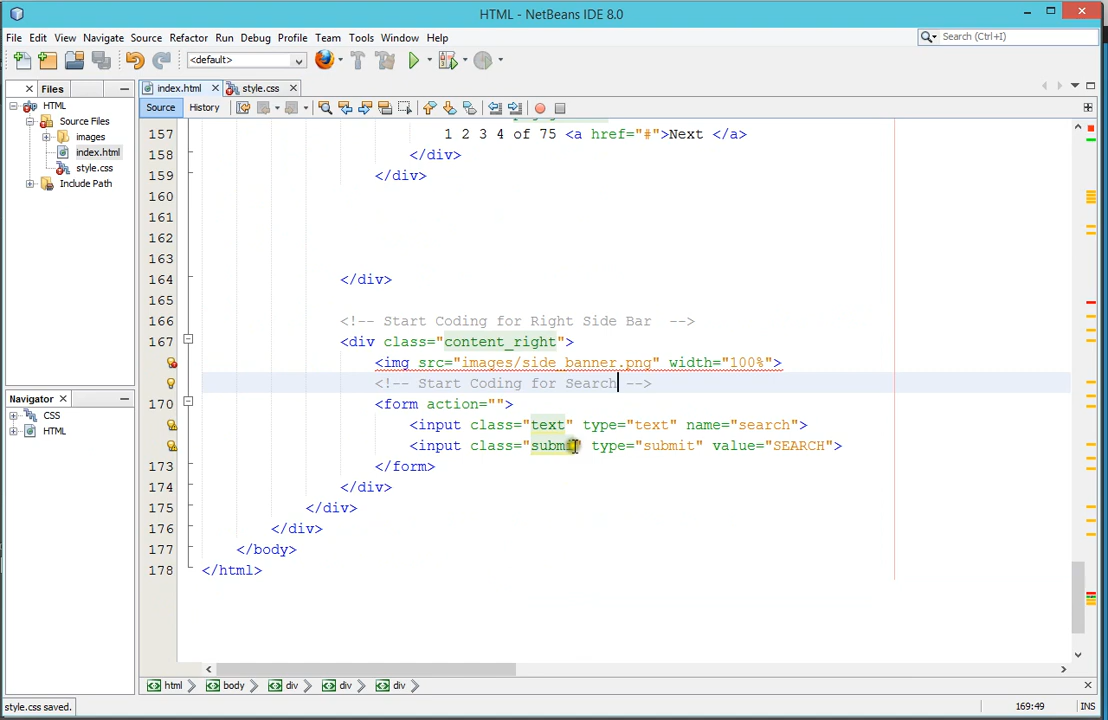 HTML - NetBeans IDE 8.0
File Edit View Navigate Source Refactor Run Debug Profile Team Tools Window Help
Search (Ctrl+I)
<default>
Files
index.html
style.css
HTML
Source Files
images
index.html
style.css
Include Path
Source History
157 1 2 3 4 of 75 <a href="#">Next </a>
158 </div>
159 </div>
160
161
162
163
164 </div>
165
166 <!-- Start Coding for Right Side Bar -->
167 <div class="content_right">
<img src="images/side_banner.png" width="100%">
<!-- Start Coding for Search -->
170 <form action="">
<input class="text" type="text" name="search">
<input class="submit" type="submit" value="SEARCH">
173 </form>
174 </div>
175 </div>
176 </div>
177 </body>
178 </html>
Navigator
CSS
HTML
html body div div div
style.css saved.
169:49 INS